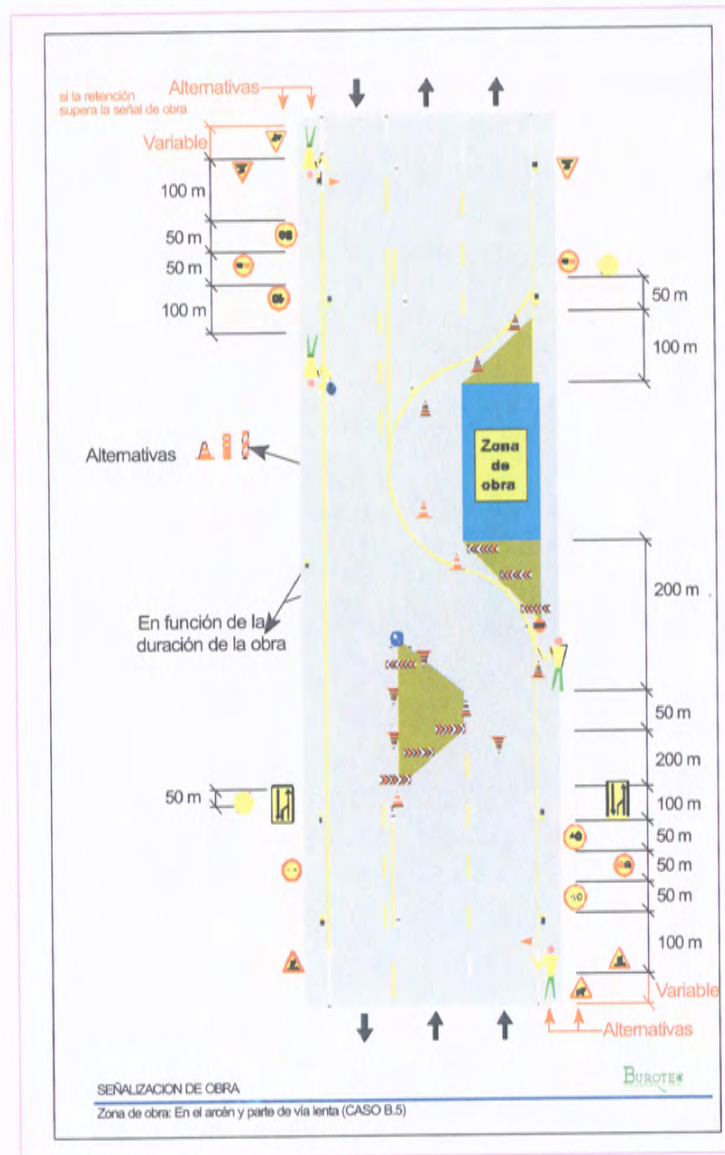 Alternativas
si la retención
supera la señal de obra
Variable
100 m
50 m
50 m
100 m
50 m
100 m
Alternativas
Zona
de
obra
200 m
En función de la
duración de la obra
50 m
200 m
50 m
100 m
50 m
50 m
50 m
100 m
Variable
Alternativas
BUROTEC
SEÑALIZACION DE OBRA
Zona de obra: En el arcén y parte de vía lenta (CASO B.5)